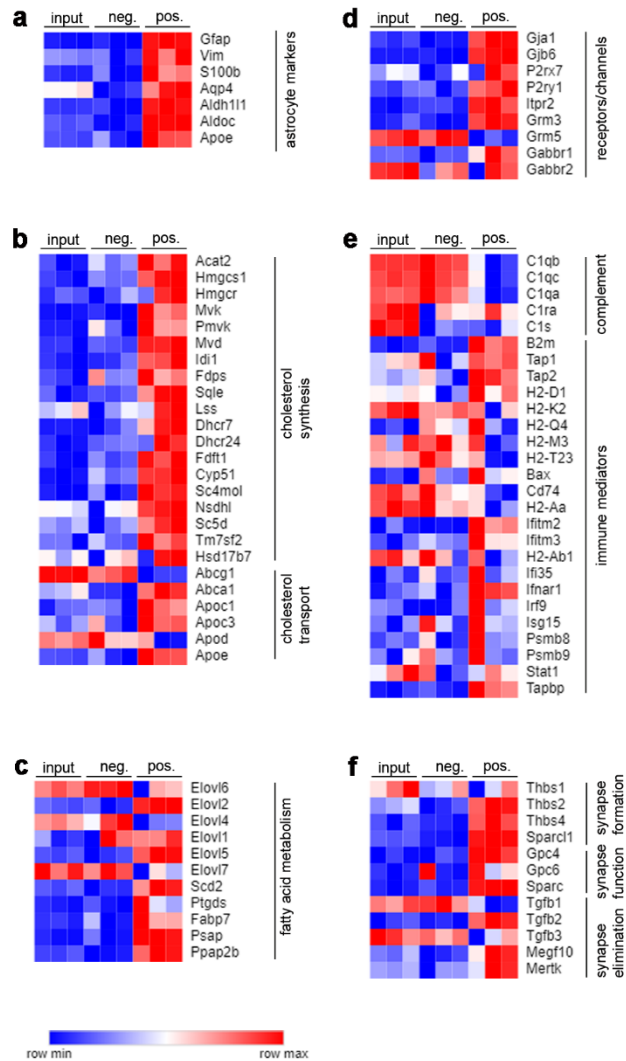 a
input neg. pos.
Gfap
Vim
S100b
Aqp4
Aldh1l1
Aldoc
Apoe
astrocyte markers
b
input neg. pos.
Acat2
Hmgcs1
Hmgcr
Mvk
Pmvk
Mvd
Idi1
Fdps
Sqle
Lss
Dhcr7
Dhcr24
Fdft1
Cyp51
Sc4mol
Nsdhl
Sc5d
Tm7sf2
Hsd17b7
Abcg1
Abca1
Apoc1
Apoc3
Apod
Apoe
cholesterol
synthesis
cholesterol
transport
c
input neg. pos.
Elovl6
Elovl2
Elovl4
Elovl1
Elovl5
Elovl7
Scd2
Ptgds
Fabp7
Psap
Ppap2b
fatty acid metabolism
d
input neg. pos.
Gja1
Gjb6
P2rx7
P2ry1
Itpr2
Grm3
Grm5
Gabbr1
Gabbr2
receptors/channels
e
input neg. pos.
C1qb
C1qc
C1qa
C1ra
C1s
B2m
Tap1
Tap2
H2-D1
H2-K2
H2-Q4
H2-M3
H2-T23
Bax
Cd74
H2-Aa
Ifitm2
Ifitm3
H2-Ab1
Ifi35
Ifnar1
Irf9
Isg15
Psmb8
Psmb9
Stat1
Tapbp
complement
immune mediators
f
input neg. pos.
Thbs1
Thbs2
Thbs4
Sparcl1
Gpc4
Gpc6
Sparc
Tgfb1
Tgfb2
Tgfb3
Megf10
Mertk
synapse
formation
synapse
function
synapse
elimination
row min row max